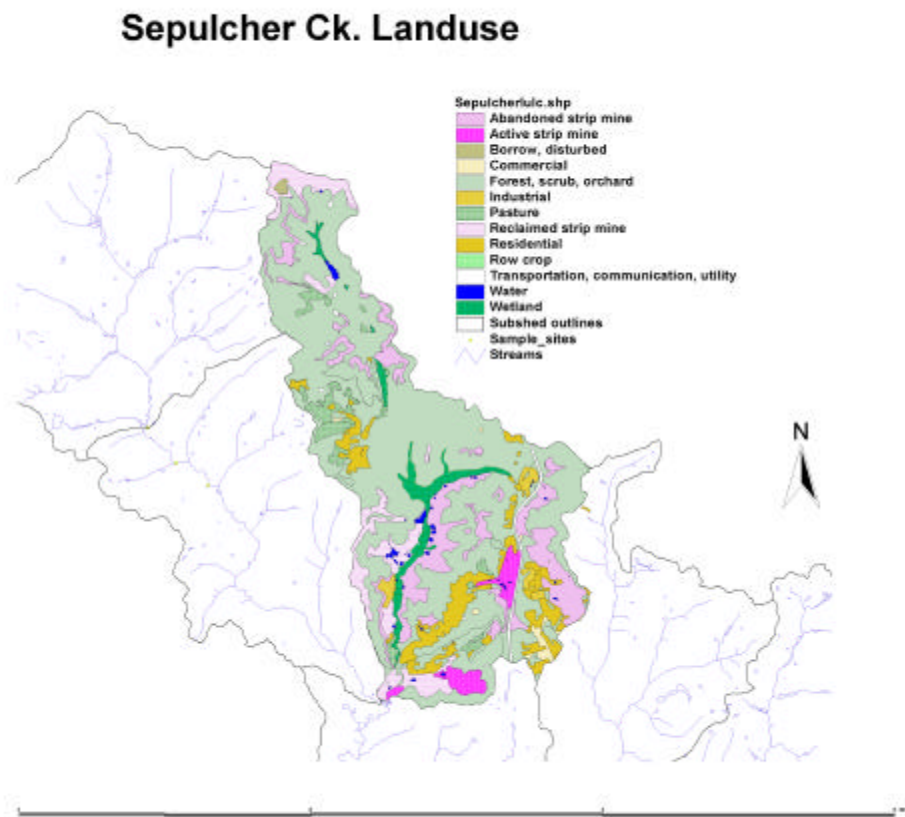 Sepulcher Ck. Landuse
Sepulcherlulc.shp
Abandoned strip mine
Active strip mine
Borrow, disturbed
Commercial
Forest, scrub, orchard
Industrial
Pasture
Reclaimed strip mine
Residential
Row crop
Transportation, communication, utility
Water
Wetland
Subshed outlines
Sample_sites
Streams
N